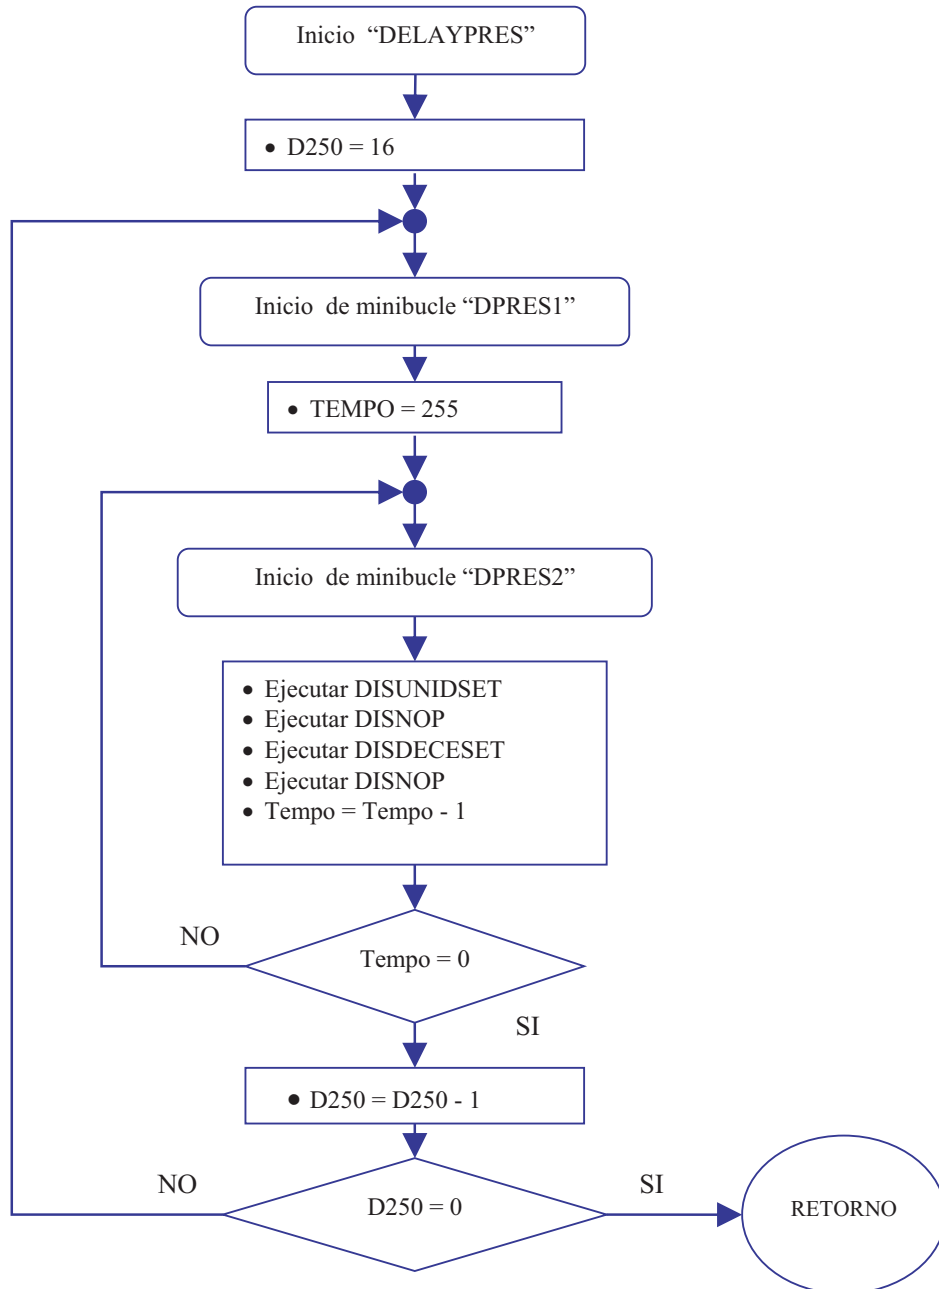 Inicio “DELAYPRES”
• D250 = 16
Inicio de minibucle “DPRES1”
• TEMPO = 255
Inicio de minibucle “DPRES2”
• Ejecutar DISUNIDSET
• Ejecutar DISNOP
• Ejecutar DISDECESET
• Ejecutar DISNOP
• Tempo = Tempo - 1
NO
Tempo = 0
SI
• D250 = D250 - 1
NO
D250 = 0
SI
RETORNO